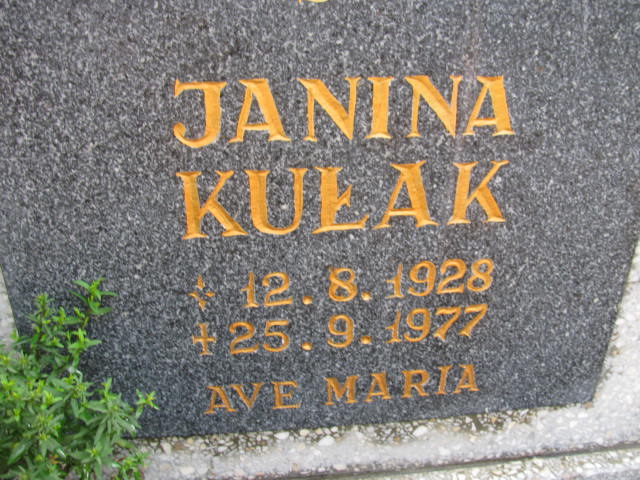 JANINA
KUŁAK
✧ 12.8.1928
✝ 25.9.1977
AVE MARIA